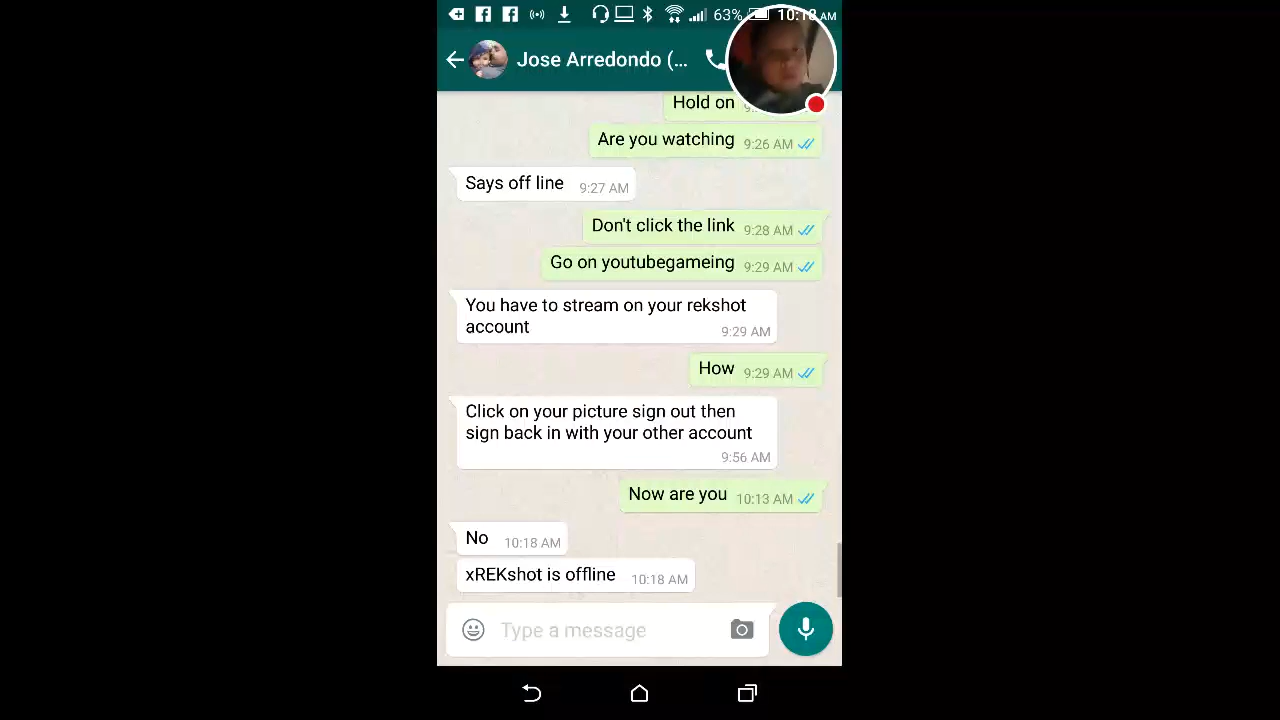 63% 10:18 AM
Jose Arredondo (...
Hold on
Are you watching 9:26 AM
Says off line 9:27 AM
Don't click the link 9:28 AM
Go on youtubegameing 9:29 AM
You have to stream on your rekshot
account 9:29 AM
How 9:29 AM
Click on your picture sign out then
sign back in with your other account
9:56 AM
Now are you 10:13 AM
No 10:18 AM
xREKshot is offline 10:18 AM
Type a message